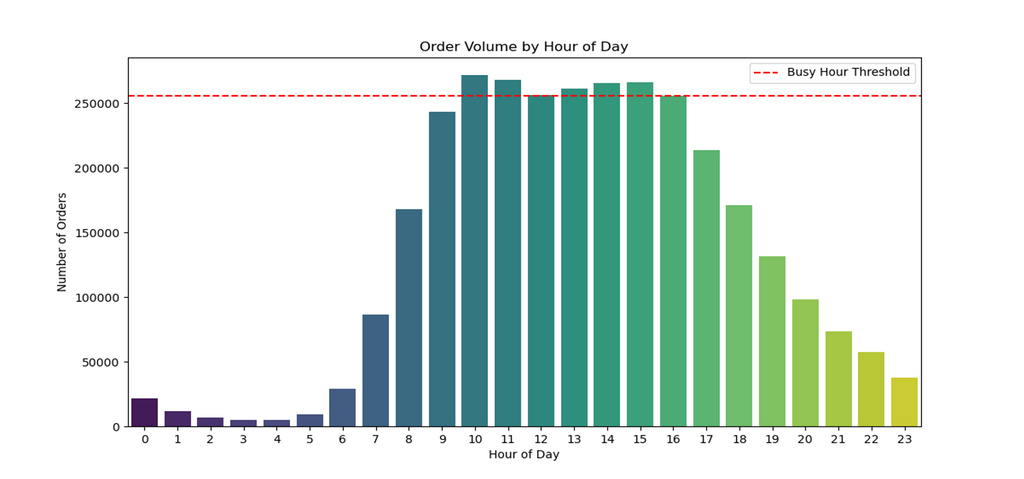 Order Volume by Hour of Day
Busy Hour Threshold
Number of Orders
250000
200000
150000
100000
50000
0
0 1 2 3 4 5 6 7 8 9 10 11 12 13 14 15 16 17 18 19 20 21 22 23
Hour of Day